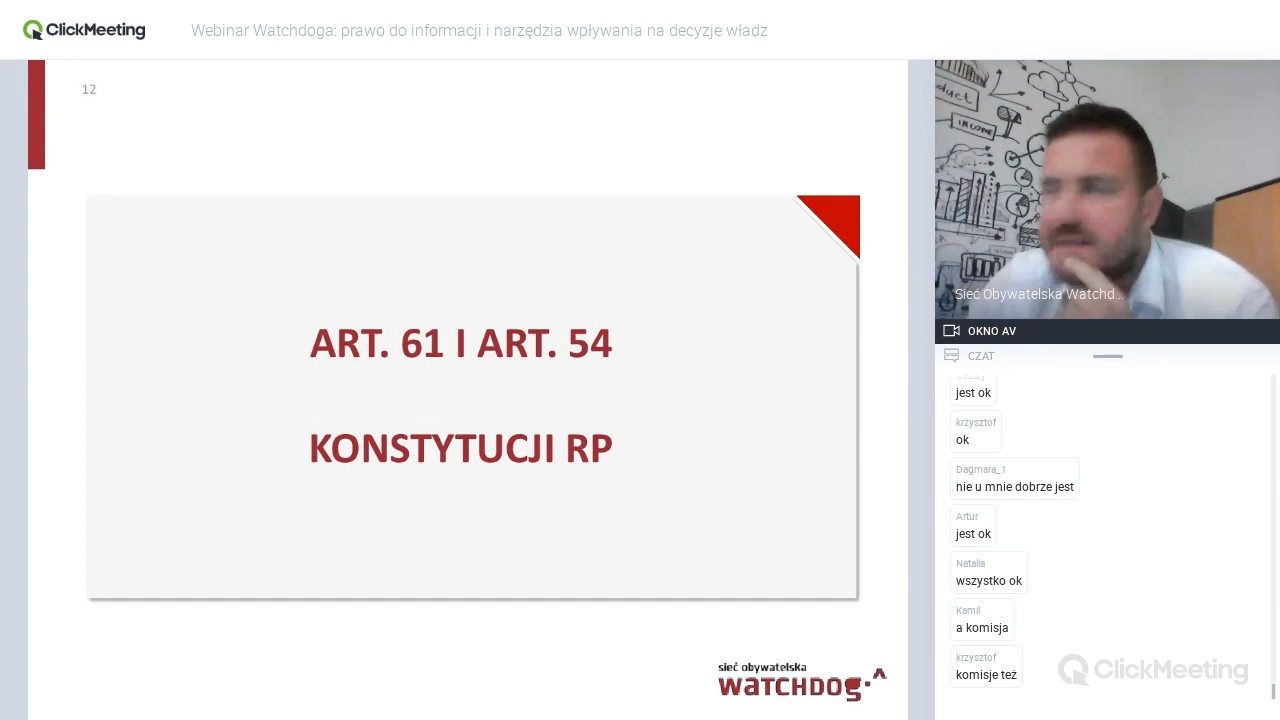 ClickMeeting
Webinar Watchdoga: prawo do informacji i narzędzia wpływania na decyzje władz
12
ART. 61 I ART. 54
KONSTYTUCJI RP
sieć obywatelska
WATCHDOG
duct
INCOME
Sieć Obywatelska Watchd...
OKNO AV
CZAT
jest ok
krzysztof
ok
Dagmara_1
nie u mnie dobrze jest
Artur
jest ok
Natalia
wszystko ok
Kamil
a komisja
krzysztof
komisje też
ClickMeeting